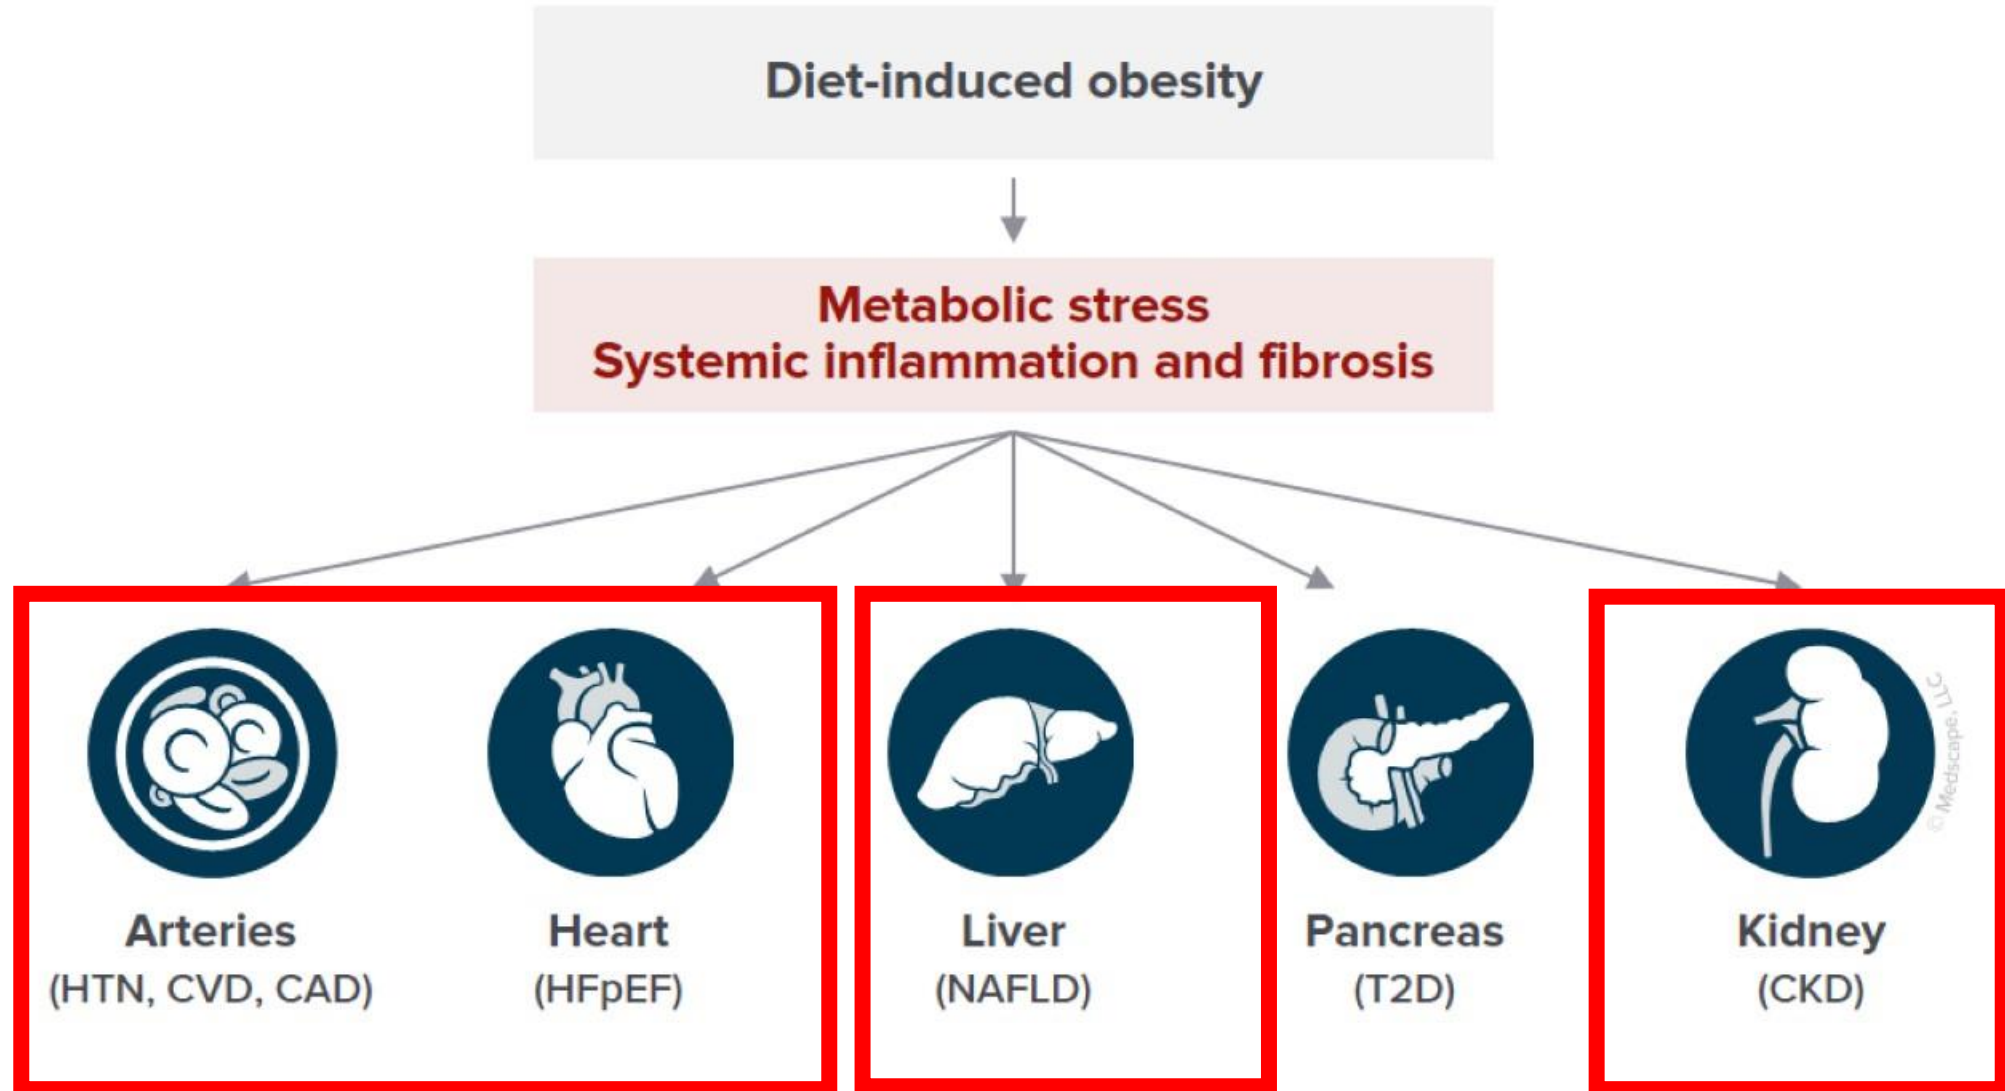 Diet-induced obesity
Metabolic stress
Systemic inflammation and fibrosis
Arteries
(HTN, CVD, CAD)
Heart
(HFpEF)
Liver
(NAFLD)
Pancreas
(T2D)
Kidney
(CKD)
© Medscape, LLC